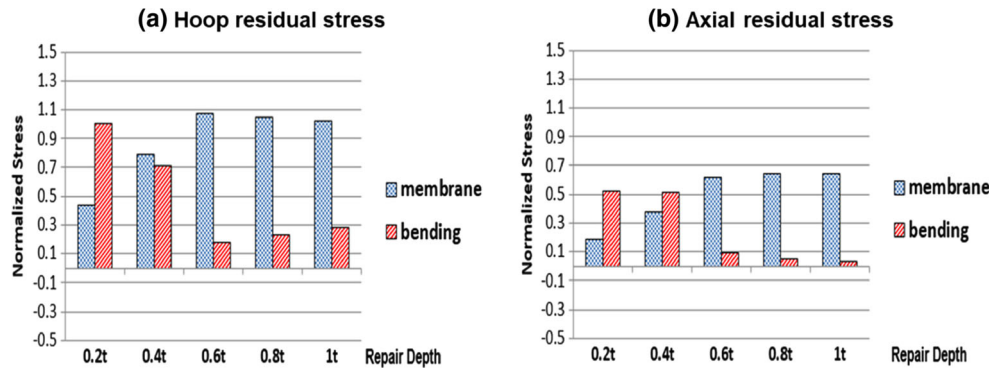 (a) Hoop residual stress
Normalized Stress
1.5
1.3
1.1
0.9
0.7
0.5
0.3
0.1
-0.1
-0.3
-0.5
0.2t 0.4t 0.6t 0.8t 1t Repair Depth
membrane
bending
(b) Axial residual stress
Normalized Stress
1.5
1.3
1.1
0.9
0.7
0.5
0.3
0.1
-0.1
-0.3
-0.5
0.2t 0.4t 0.6t 0.8t 1t Repair Depth
membrane
bending